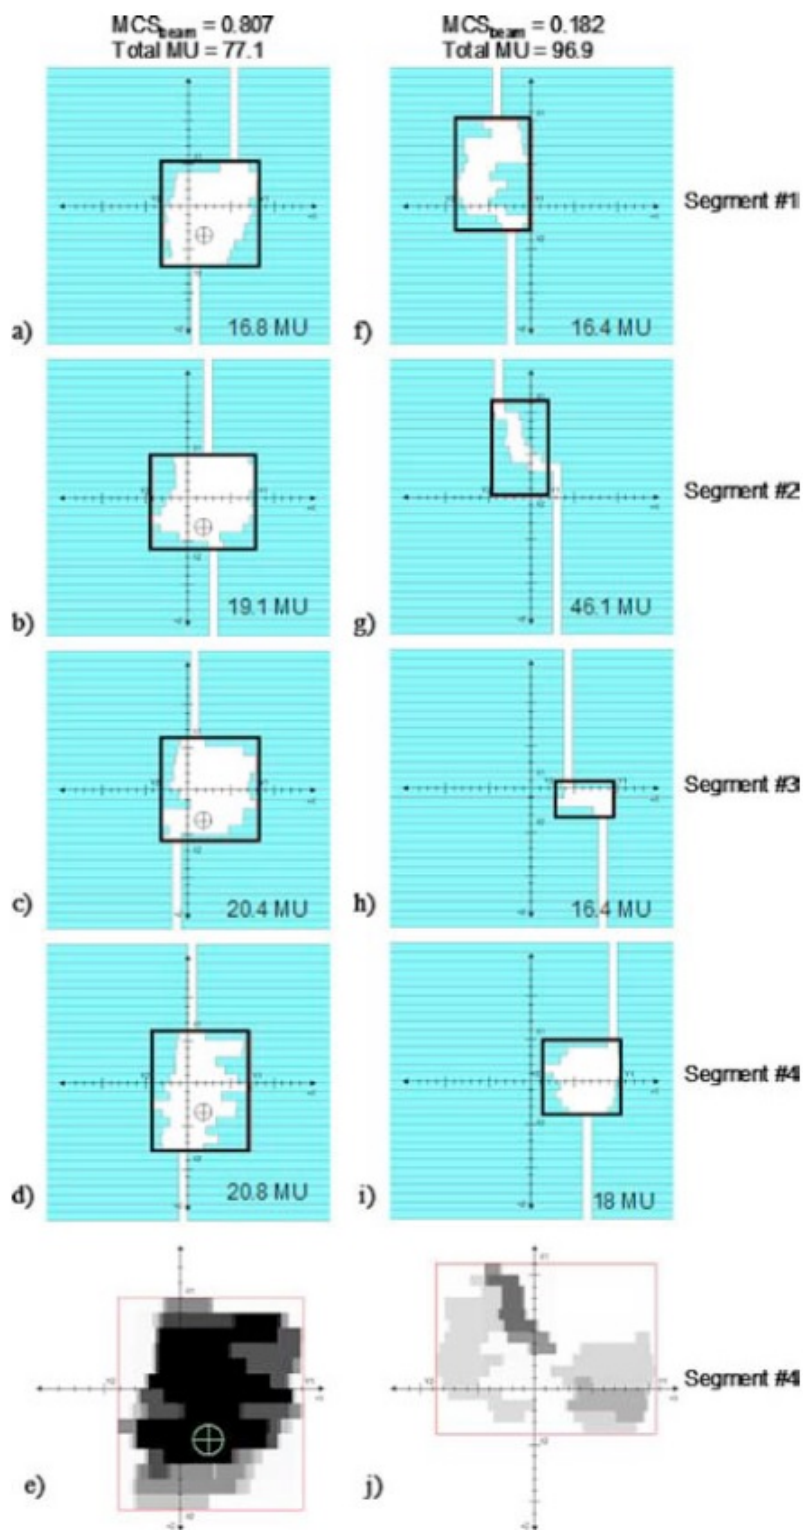 MCSbeam = 0.807
Total MU = 77.1
MCSbeam = 0.182
Total MU = 96.9
a)
16.8 MU
f)
16.4 MU
Segment #1
b)
19.1 MU
g)
46.1 MU
Segment #2
c)
20.4 MU
h)
16.4 MU
Segment #3
d)
20.8 MU
i)
18 MU
Segment #4
e)
j)
Segment #4